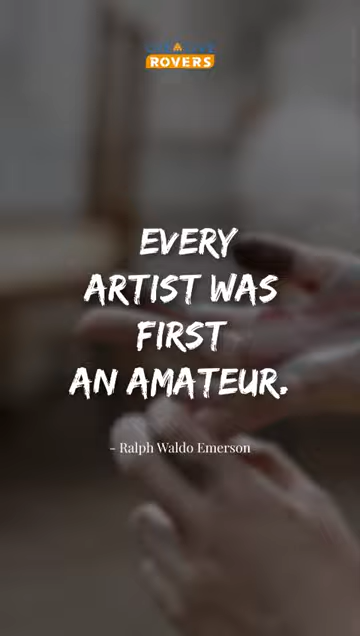 ROVERS
EVERY
ARTIST WAS
FIRST
AN AMATEUR.
- Ralph Waldo Emerson